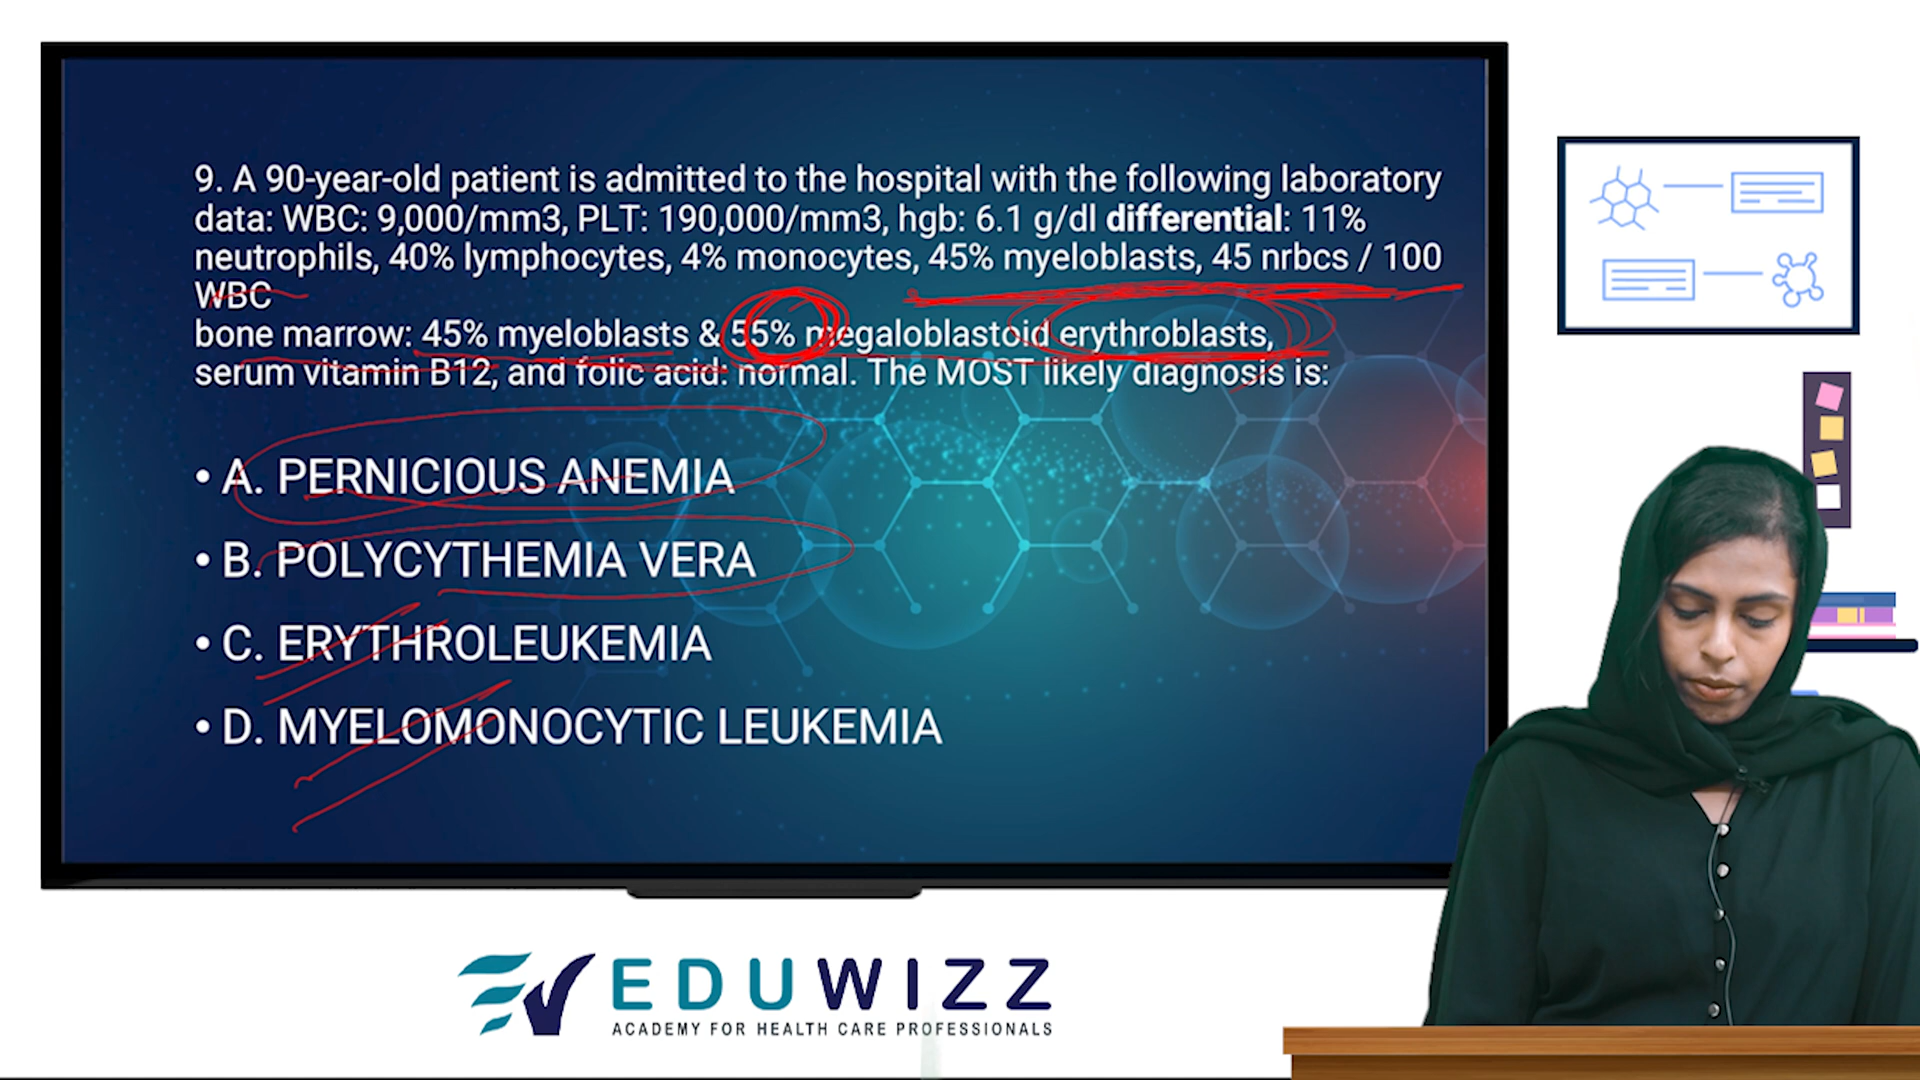 9. A 90-year-old patient is admitted to the hospital with the following laboratory
data: WBC: 9,000/mm3, PLT: 190,000/mm3, hgb: 6.1 g/dl differential: 11%
neutrophils, 40% lymphocytes, 4% monocytes, 45% myeloblasts, 45 nrbcs / 100
WBC
bone marrow: 45% myeloblasts & 55% megaloblastoid erythroblasts,
serum vitamin B12, and folic acid: normal. The MOST likely diagnosis is:
• A. PERNICIOUS ANEMIA
• B. POLYCYTHEMIA VERA
• C. ERYTHROLEUKEMIA
• D. MYELOMONOCYTIC LEUKEMIA
EDUWIZZ
ACADEMY FOR HEALTH CARE PROFESSIONALS